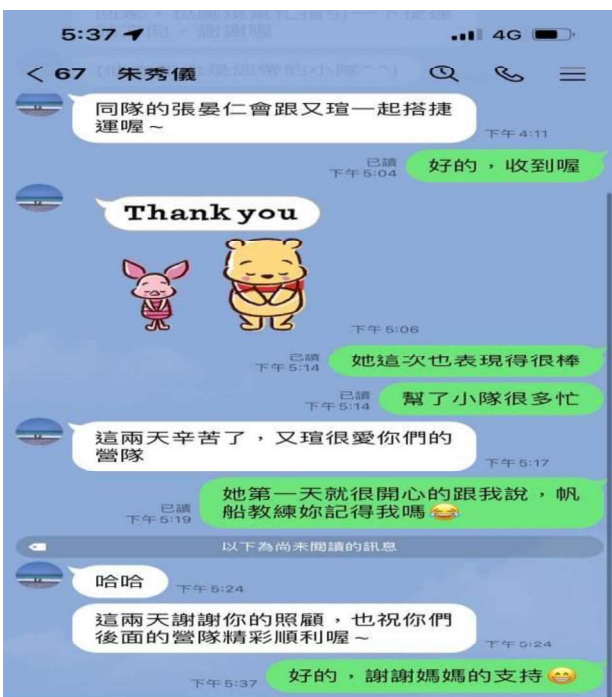 5:37
4G
< 67 朱秀儀
同隊的張晏仁會跟又瑄一起搭捷
運喔~
下午 4:11
已讀
下午 5:04
好的,收到喔
Thank you
下午 5:06
已讀
下午 5:14
她這次也表現得很棒
已讀
下午 5:14
幫了小隊很多忙
這兩天辛苦了,又瑄很愛你們的
營隊
下午 5:17
她第一天就很開心的跟我說,帆
船教練妳記得我嗎😂
已讀
下午 5:19
以下為尚未閱讀的訊息
哈哈
下午 5:24
這兩天謝謝你的照顧,也祝你們
後面的營隊精彩順利喔~
下午 5:24
下午 5:37
好的,謝謝媽媽的支持😁